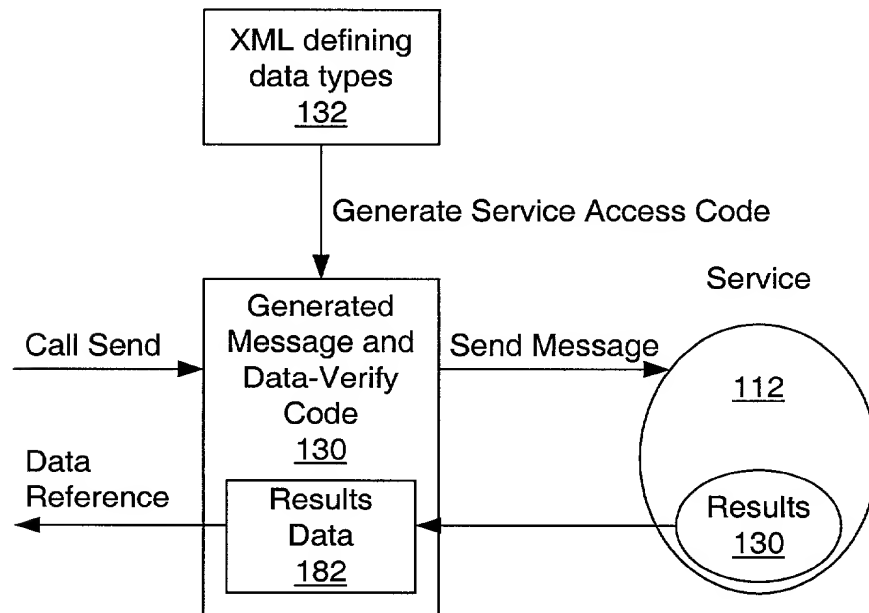 XML defining
data types
132
Generate Service Access Code
Service
Call Send
Generated
Message and
Data-Verify
Code
130
Send Message
112
Data
Reference
Results
Data
182
Results
130